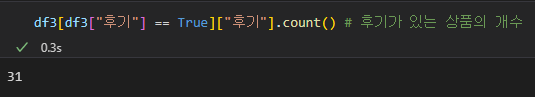 df3[df3["후기"] == True]["후기"].count() # 후기가 있는 상품의 개수
0.3s
31